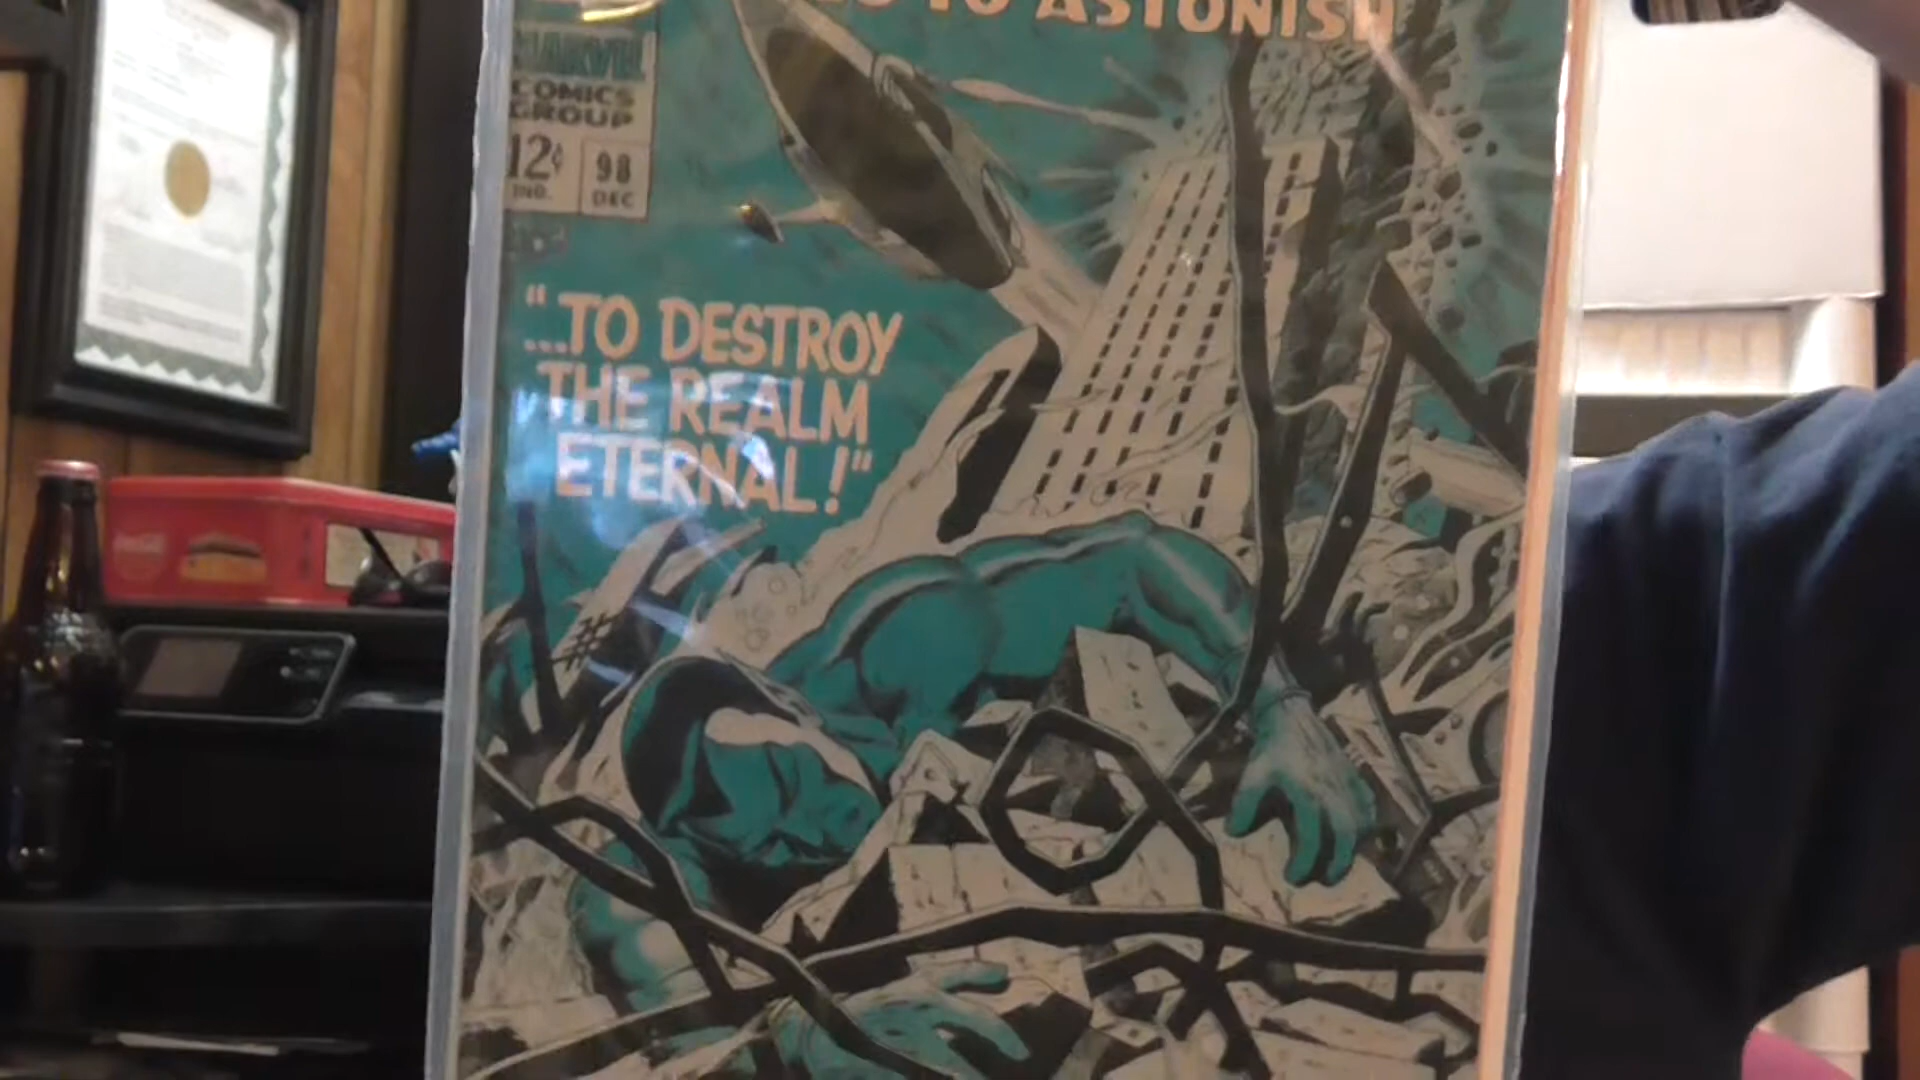 TO ASTONISH
MARVEL
COMICS
GROUP
12¢ 98
IND. DEC
"...TO DESTROY
THE REALM
ETERNAL!"